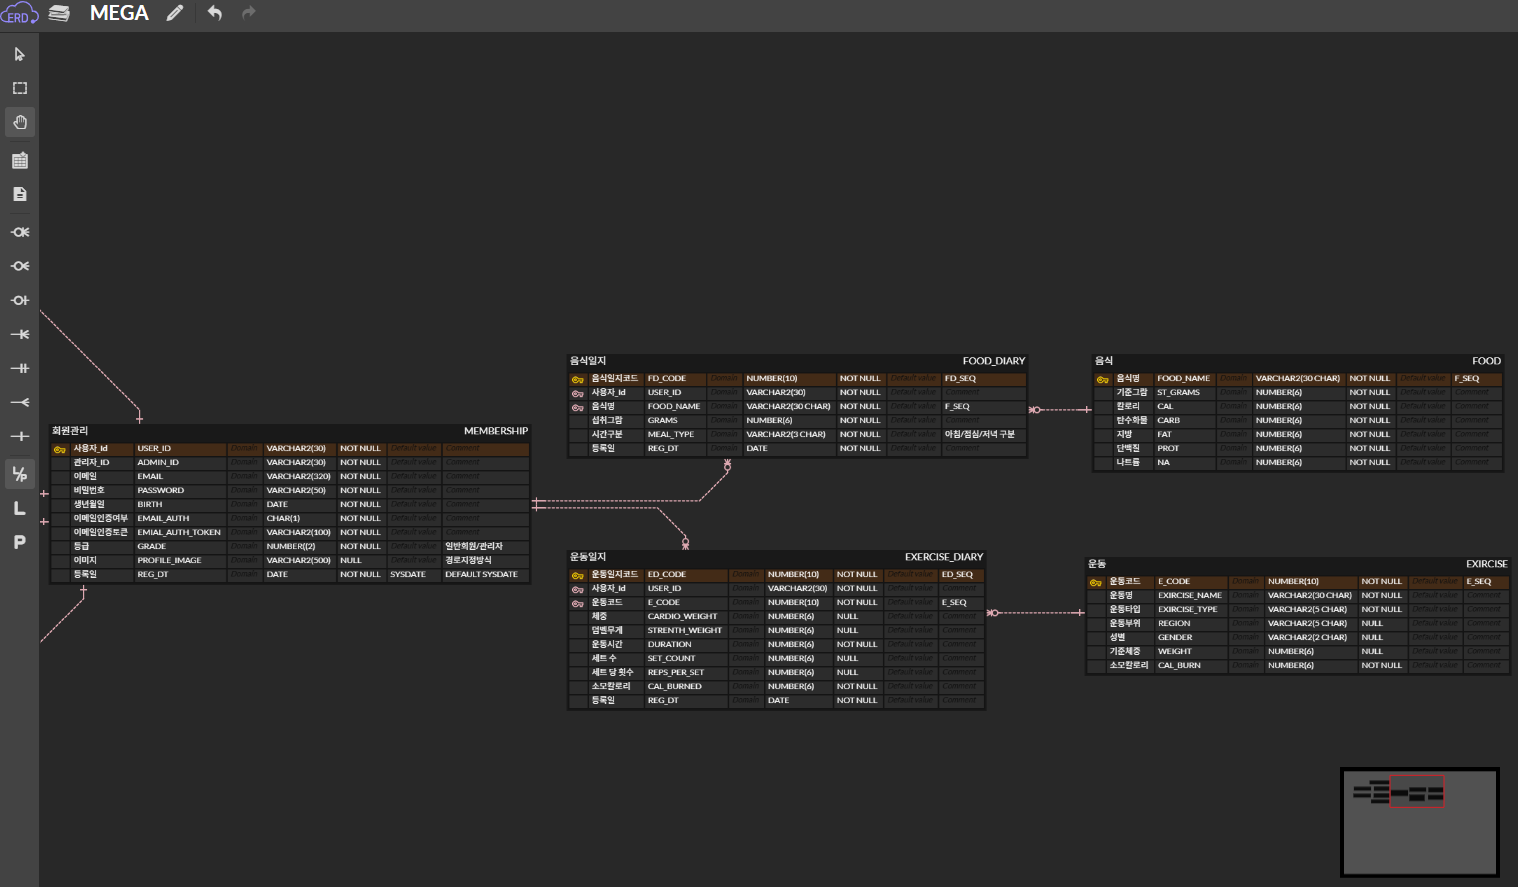 ERD
MEGA
L/P
L
P
회원관리 MEMBERSHIP
사용자_Id USER_ID Domain VARCHAR2(30) NOT NULL Default value Comment
관리자_ID ADMIN_ID Domain VARCHAR2(30) NOT NULL Default value Comment
이메일 EMAIL Domain VARCHAR2(320) NOT NULL Default value Comment
비밀번호 PASSWORD Domain VARCHAR2(50) NOT NULL Default value Comment
생년월일 BIRTH Domain DATE NOT NULL Default value Comment
이메일인증여부 EMAIL_AUTH Domain CHAR(1) NOT NULL Default value Comment
이메일인증토큰 EMIAL_AUTH_TOKEN Domain VARCHAR2(100) NOT NULL Default value Comment
등급 GRADE Domain NUMBER((2) NOT NULL Default value 일반회원/관리자
이미지 PROFILE_IMAGE Domain VARCHAR2(500) NULL Default value 경로지정방식
등록일 REG_DT Domain DATE NOT NULL SYSDATE DEFAULT SYSDATE
음식일지 FOOD_DIARY
음식일지코드 FD_CODE Domain NUMBER(10) NOT NULL Default value FD_SEQ
사용자_Id USER_ID Domain VARCHAR2(30) NOT NULL Default value Comment
음식명 FOOD_NAME Domain VARCHAR2(30 CHAR) NOT NULL Default value F_SEQ
섭취그람 GRAMS Domain NUMBER(6) NOT NULL Default value Comment
시간구분 MEAL_TYPE Domain VARCHAR2(3 CHAR) NOT NULL Default value 아침/점심/저녁 구분
등록일 REG_DT Domain DATE NOT NULL Default value Comment
음식 FOOD
음식명 FOOD_NAME Domain VARCHAR2(30 CHAR) NOT NULL Default value F_SEQ
기준그람 ST_GRAMS Domain NUMBER(6) NOT NULL Default value Comment
칼로리 CAL Domain NUMBER(6) NOT NULL Default value Comment
탄수화물 CARB Domain NUMBER(6) NOT NULL Default value Comment
지방 FAT Domain NUMBER(6) NOT NULL Default value Comment
단백질 PROT Domain NUMBER(6) NOT NULL Default value Comment
나트륨 NA Domain NUMBER(6) NOT NULL Default value Comment
운동일지 EXERCISE_DIARY
운동일지코드 ED_CODE Domain NUMBER(10) NOT NULL Default value ED_SEQ
사용자_Id USER_ID Domain VARCHAR2(30) NOT NULL Default value Comment
운동코드 E_CODE Domain NUMBER(10) NOT NULL Default value E_SEQ
체중 CARDIO_WEIGHT Domain NUMBER(6) NULL Default value Comment
덤벨무게 STRENTH_WEIGHT Domain NUMBER(6) NULL Default value Comment
운동시간 DURATION Domain NUMBER(6) NOT NULL Default value Comment
세트 수 SET_COUNT Domain NUMBER(6) NULL Default value Comment
세트 당 횟수 REPS_PER_SET Domain NUMBER(6) NULL Default value Comment
소모칼로리 CAL_BURNED Domain NUMBER(6) NOT NULL Default value Comment
등록일 REG_DT Domain DATE NOT NULL Default value Comment
운동 EXIRCISE
운동코드 E_CODE Domain NUMBER(10) NOT NULL Default value E_SEQ
운동명 EXIRCISE_NAME Domain VARCHAR2(30 CHAR) NOT NULL Default value Comment
운동타입 EXIRCISE_TYPE Domain VARCHAR2(5 CHAR) NOT NULL Default value Comment
운동부위 REGION Domain VARCHAR2(5 CHAR) NULL Default value Comment
성별 GENDER Domain VARCHAR2(2 CHAR) NULL Default value Comment
기준체중 WEIGHT Domain NUMBER(6) NULL Default value Comment
소모칼로리 CAL_BURN Domain NUMBER(6) NOT NULL Default value Comment